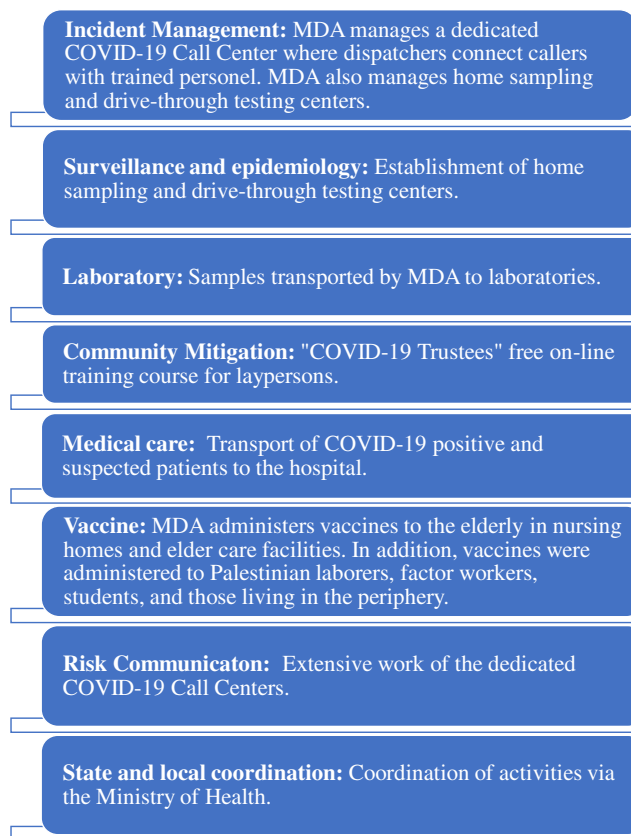 Incident Management: MDA manages a dedicated
COVID-19 Call Center where dispatchers connect callers
with trained personel. MDA also manages home sampling
and drive-through testing centers.
Surveillance and epidemiology: Establishment of home
sampling and drive-through testing centers.
Laboratory: Samples transported by MDA to laboratories.
Community Mitigation: "COVID-19 Trustees" free on-line
training course for laypersons.
Medical care: Transport of COVID-19 positive and
suspected patients to the hospital.
Vaccine: MDA administers vaccines to the elderly in nursing
homes and elder care facilities. In addition, vaccines were
administered to Palestinian laborers, factor workers,
students, and those living in the periphery.
Risk Communicaton: Extensive work of the dedicated
COVID-19 Call Centers.
State and local coordination: Coordination of activities via
the Ministry of Health.